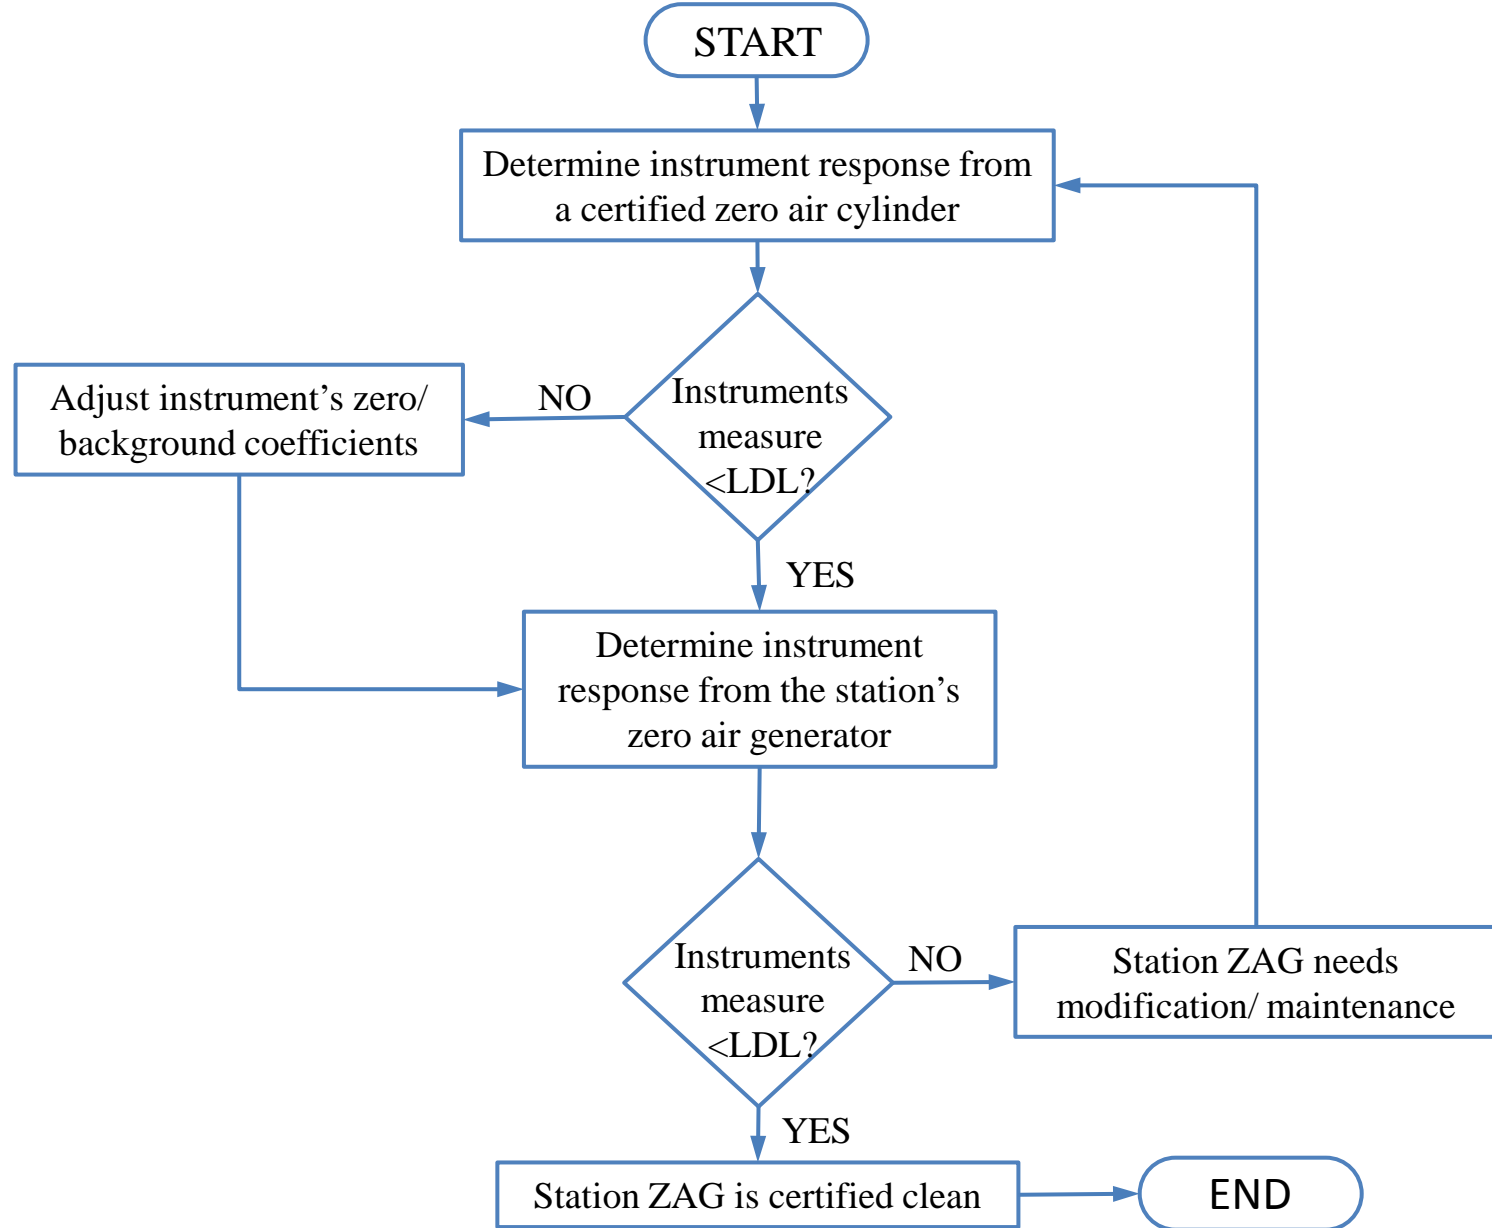 START
Determine instrument response from
a certified zero air cylinder
Instruments
measure
<LDL?
NO
Adjust instrument’s zero/
background coefficients
YES
Determine instrument
response from the station’s
zero air generator
Instruments
measure
<LDL?
NO
Station ZAG needs
modification/ maintenance
YES
Station ZAG is certified clean
END